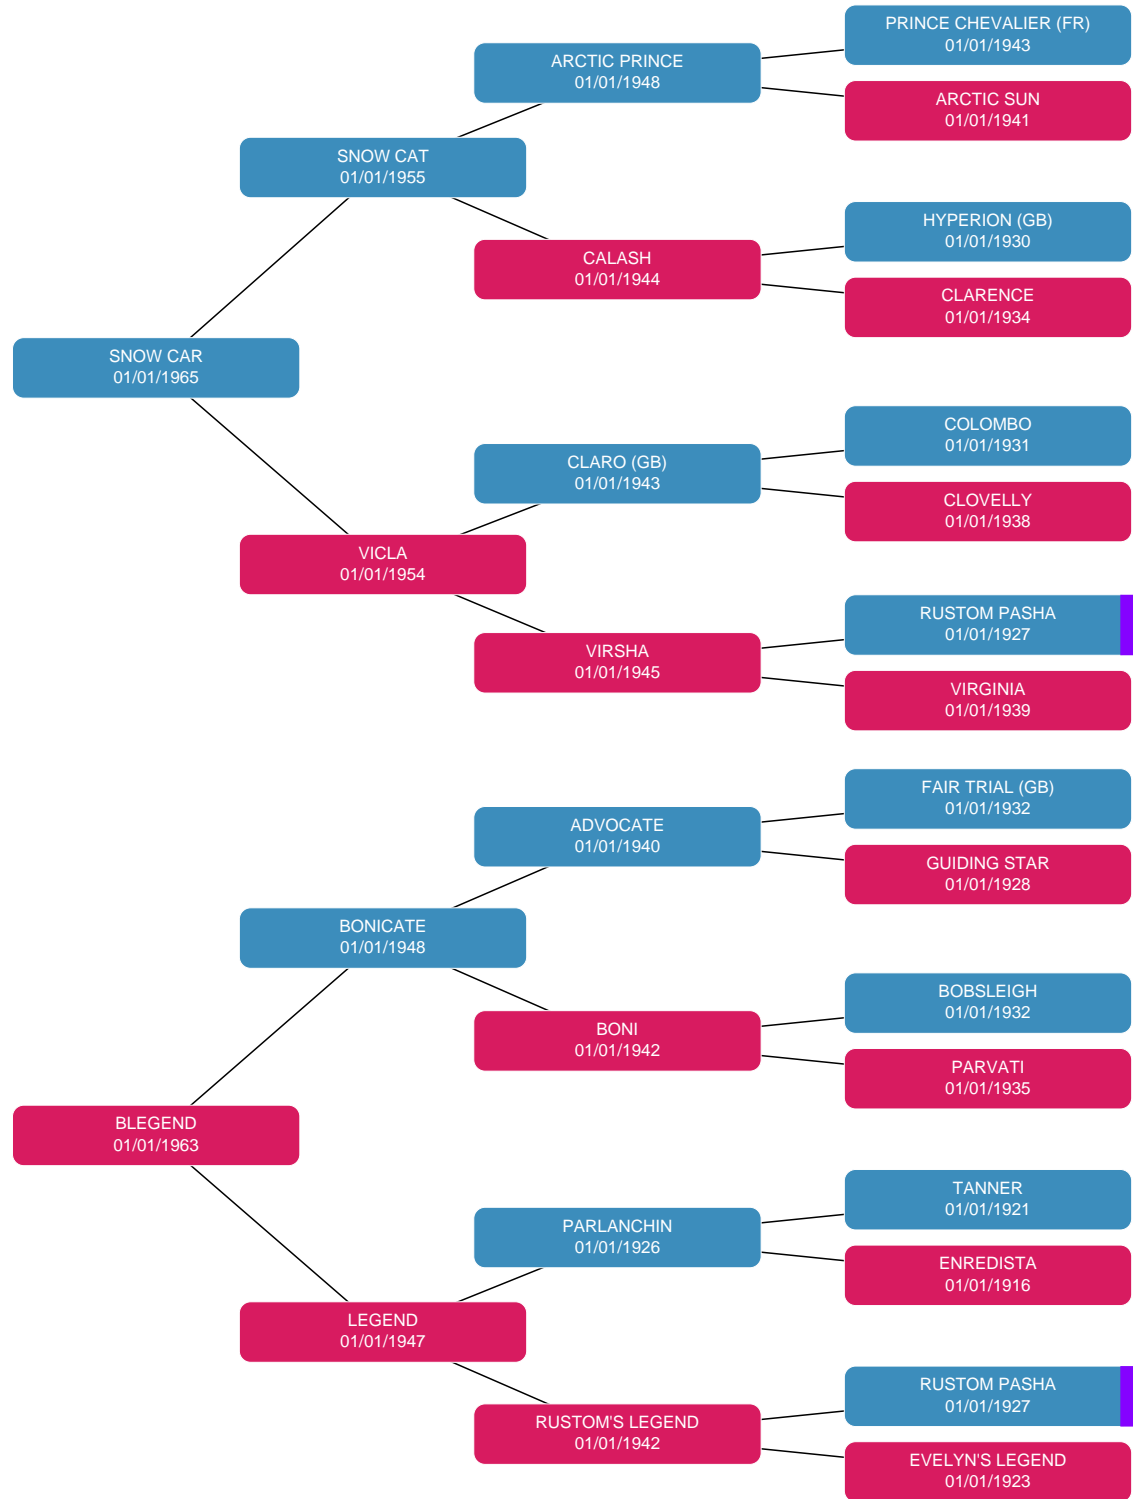 PRINCE CHEVALIER (FR)
01/01/1943
ARCTIC PRINCE
01/01/1948
ARCTIC SUN
01/01/1941
SNOW CAT
01/01/1955
HYPERION (GB)
01/01/1930
CALASH
01/01/1944
CLARENCE
01/01/1934
SNOW CAR
01/01/1965
COLOMBO
01/01/1931
CLARO (GB)
01/01/1943
CLOVELLY
01/01/1938
VICLA
01/01/1954
RUSTOM PASHA
01/01/1927
VIRSHA
01/01/1945
VIRGINIA
01/01/1939
FAIR TRIAL (GB)
01/01/1932
ADVOCATE
01/01/1940
GUIDING STAR
01/01/1928
BONICATE
01/01/1948
BOBSLEIGH
01/01/1932
BONI
01/01/1942
PARVATI
01/01/1935
BLEGEND
01/01/1963
TANNER
01/01/1921
PARLANCHIN
01/01/1926
ENREDISTA
01/01/1916
LEGEND
01/01/1947
RUSTOM PASHA
01/01/1927
RUSTOM'S LEGEND
01/01/1942
EVELYN'S LEGEND
01/01/1923